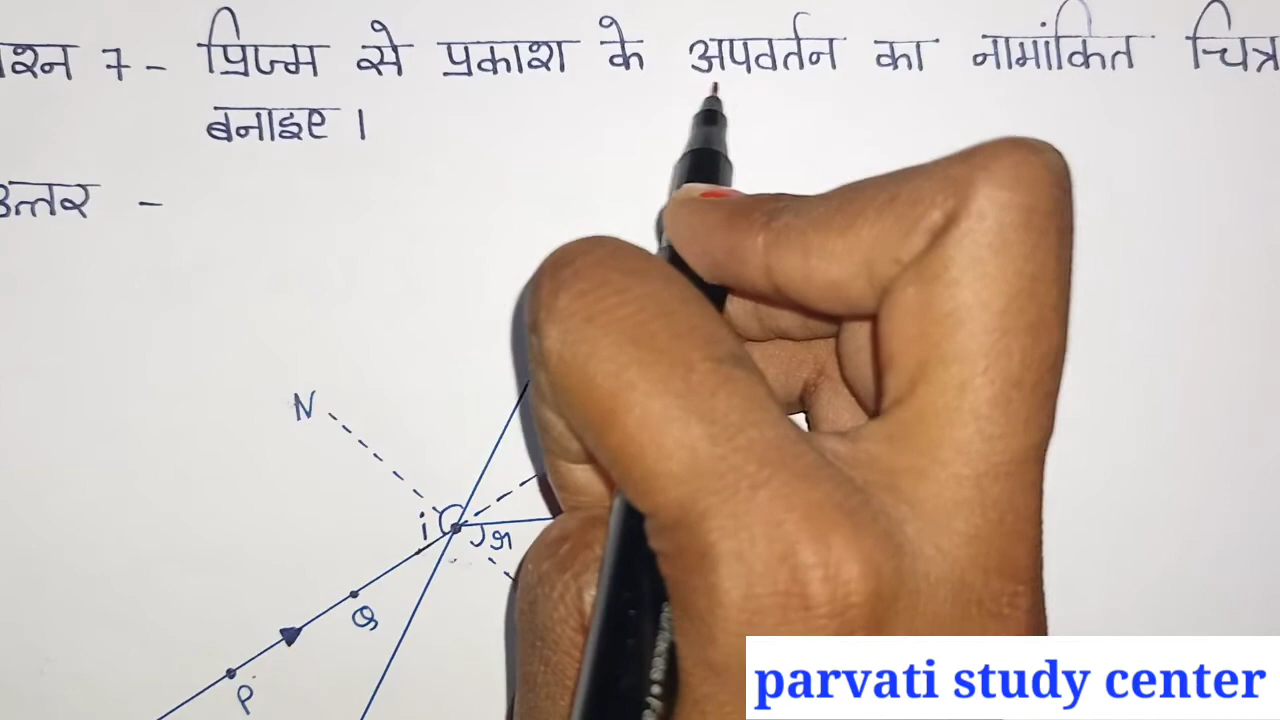 श्न 7- प्रिज्म से प्रकाश के अपवर्तन का नामांकित चित्र
बनाइए।
उत्तर -
N
i
r
Q
P
parvati study center